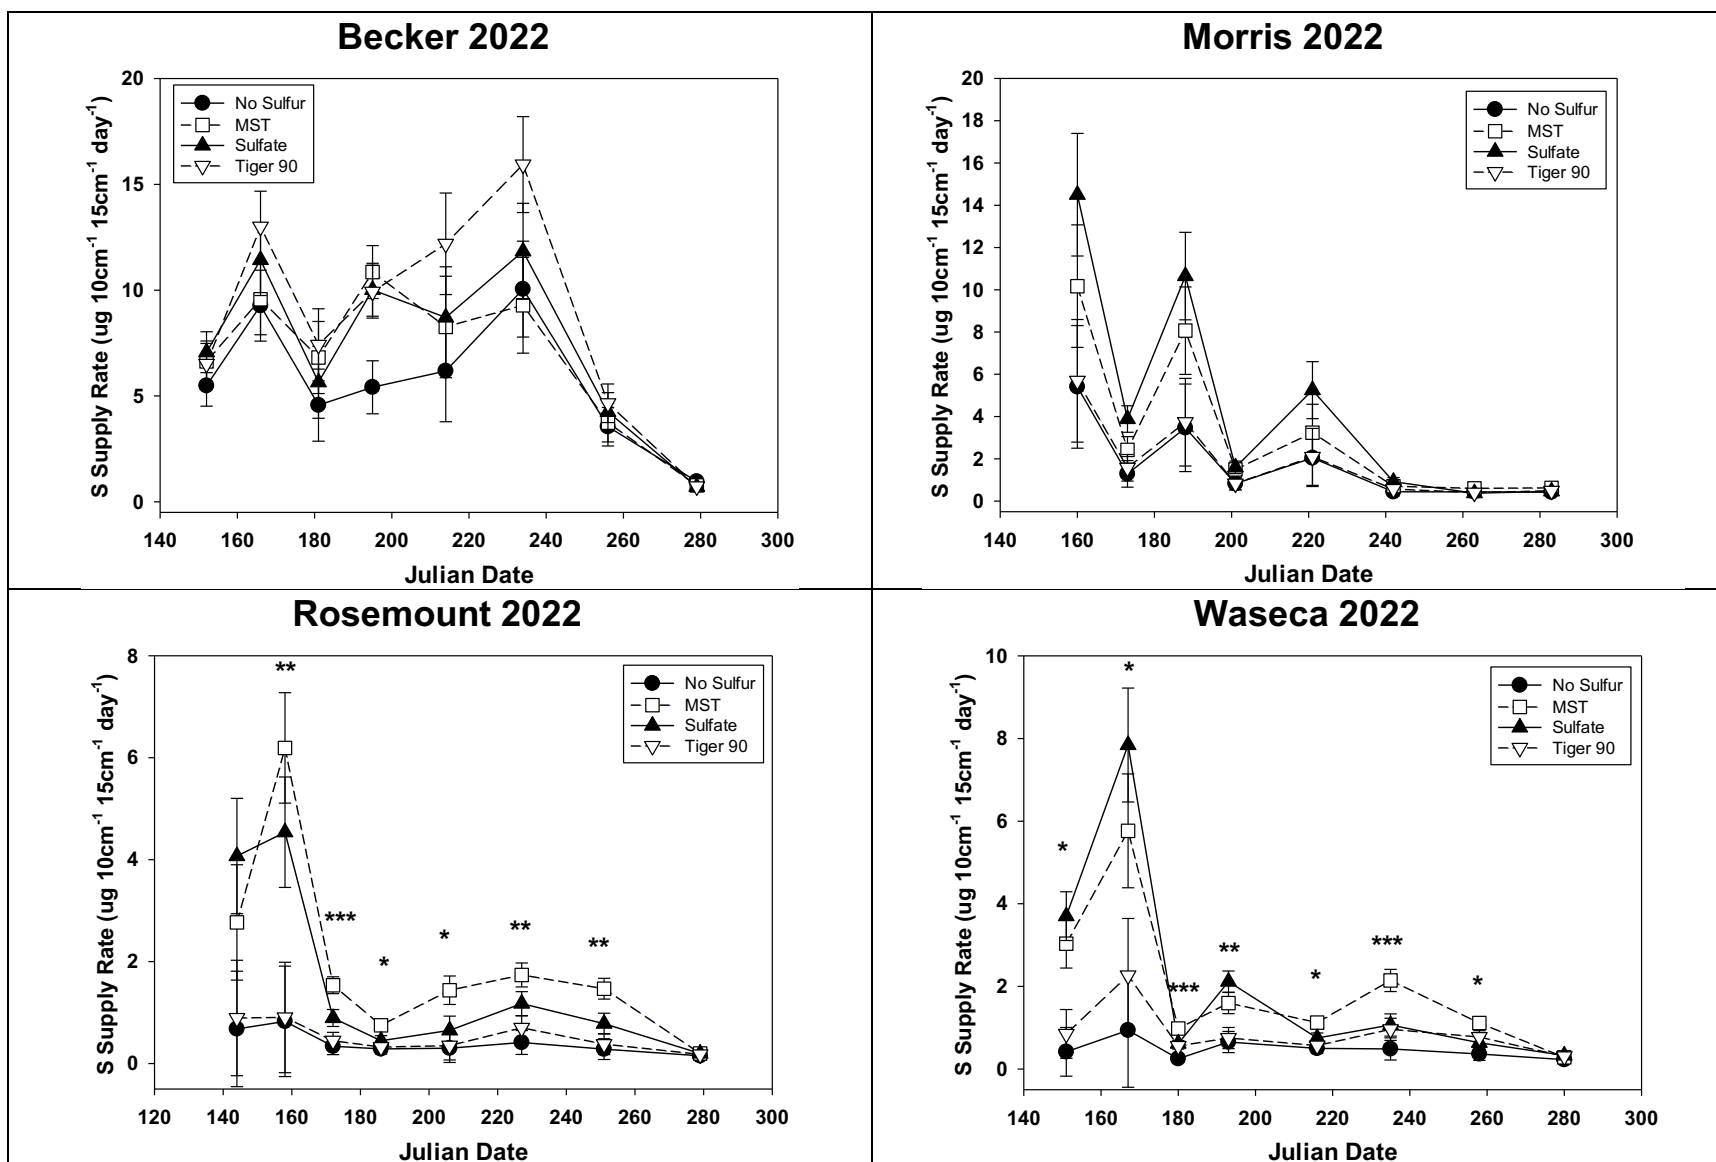 Becker 2022
S Supply Rate (ug 10cm-1 15cm-1 day-1)
20
15
10
5
0
No Sulfur
MST
Sulfate
Tiger 90
140 160 180 200 220 240 260 280 300
Julian Date
Morris 2022
S Supply Rate (ug 10cm-1 15cm-1 day-1)
20
18
16
14
12
10
8
6
4
2
0
No Sulfur
MST
Sulfate
Tiger 90
140 160 180 200 220 240 260 280 300
Julian Date
Rosemount 2022
S Supply Rate (ug 10cm-1 15cm-1 day-1)
8
6
4
2
0
No Sulfur
MST
Sulfate
Tiger 90
**
***
*
*
**
**
120 140 160 180 200 220 240 260 280 300
Julian Date
Waseca 2022
S Supply Rate (ug 10cm-1 15cm-1 day-1)
10
8
6
4
2
0
No Sulfur
MST
Sulfate
Tiger 90
*
*
***
**
*
***
*
140 160 180 200 220 240 260 280 300
Julian Date